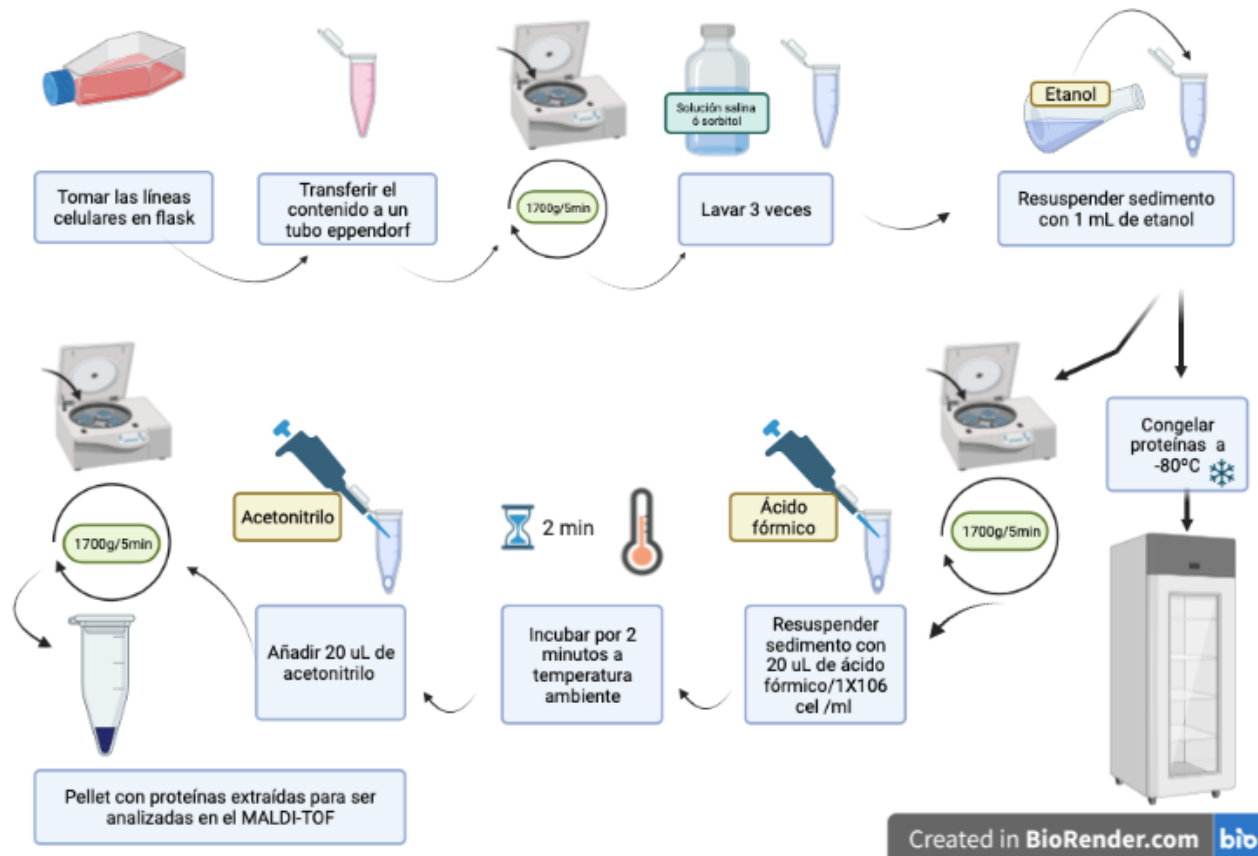 Solución salina
ó sorbitol
Etanol
Tomar las líneas
celulares en flask
Transferir el
contenido a un
tubo eppendorf
1700g/5min
Lavar 3 veces
Resuspender sedimento
con 1 mL de etanol
Congelar
proteínas a
-80ºC
1700g/5min
Ácido
fórmico
Resuspender
sedimento con
20 uL de ácido
fórmico/1X106
cel /ml
2 min
Incubar por 2
minutos a
temperatura
ambiente
Acetonitrilo
Añadir 20 uL de
acetonitrilo
1700g/5min
Pellet con proteínas extraídas para ser
analizadas en el MALDI-TOF
Created in BioRender.com bio